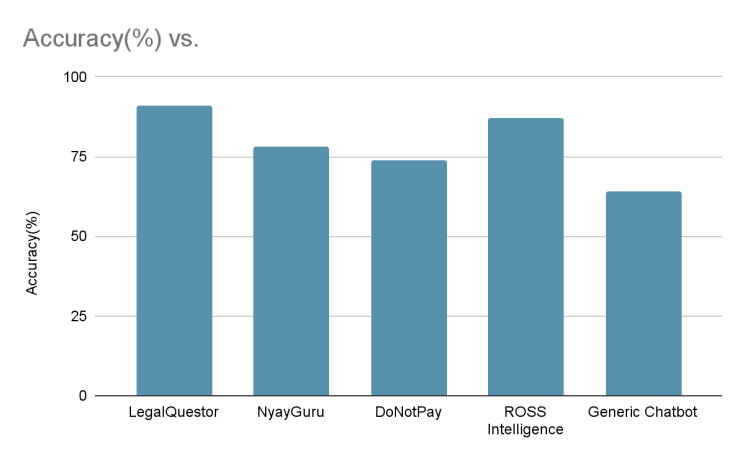 Accuracy(%) vs.
100
75
50
25
0
Accuracy(%)
LegalQuestor
NyayGuru
DoNotPay
ROSS
Intelligence
Generic Chatbot